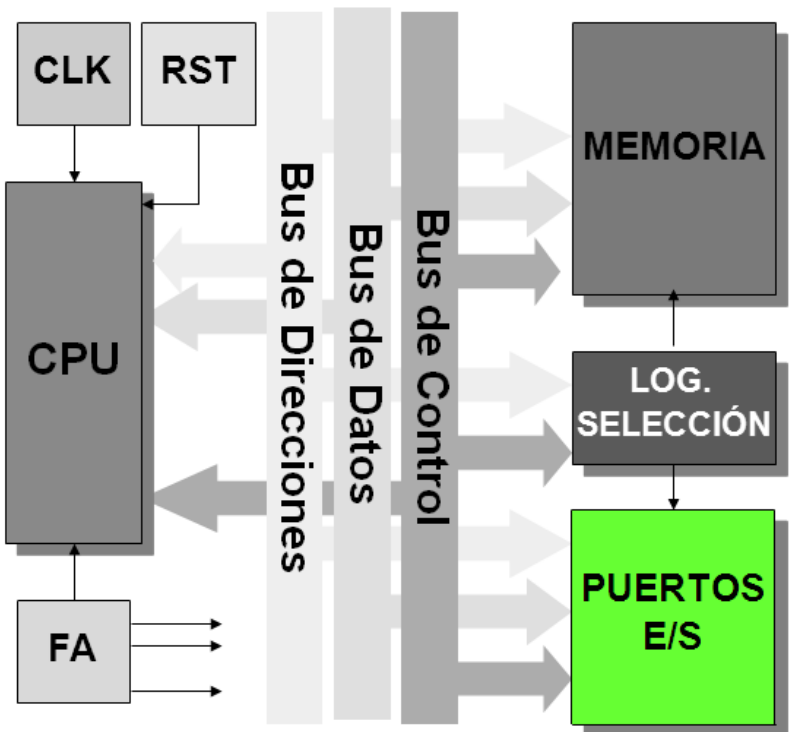 CLK
RST
CPU
FA
Bus de Direcciones
Bus de Datos
Bus de Control
MEMORIA
LOG.
SELECCIÓN
PUERTOS
E/S